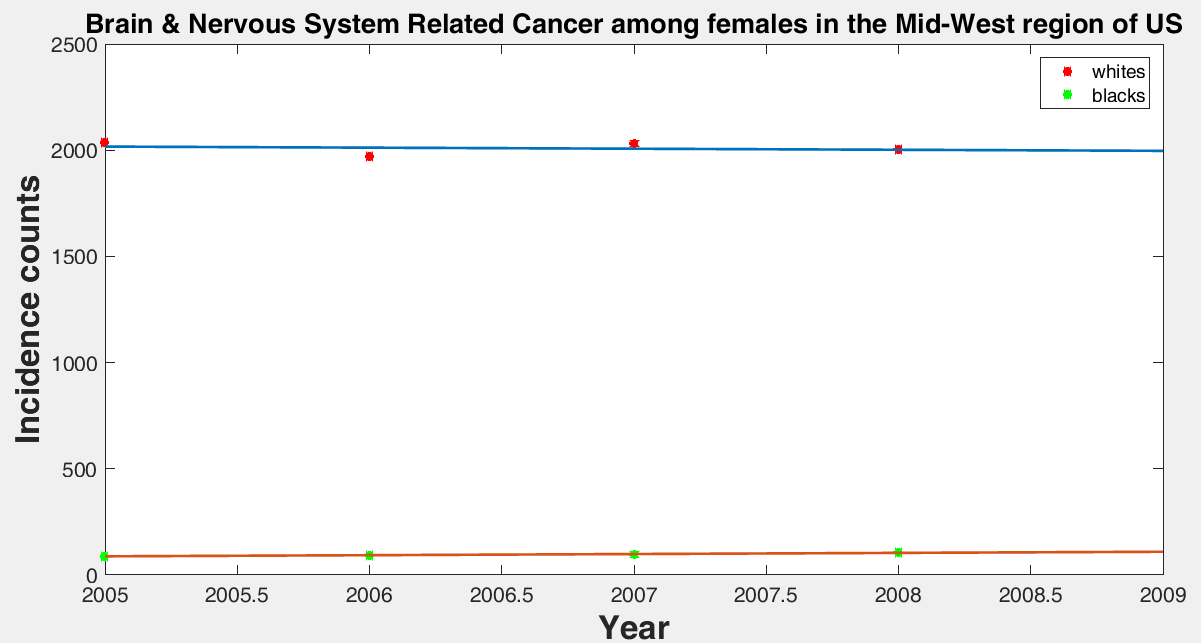 Brain & Nervous System Related Cancer among females in the Mid-West region of US
2500
2000
1500
1000
500
0
Incidence counts
whites
blacks
2005 2005.5 2006 2006.5 2007 2007.5 2008 2008.5 2009
Year